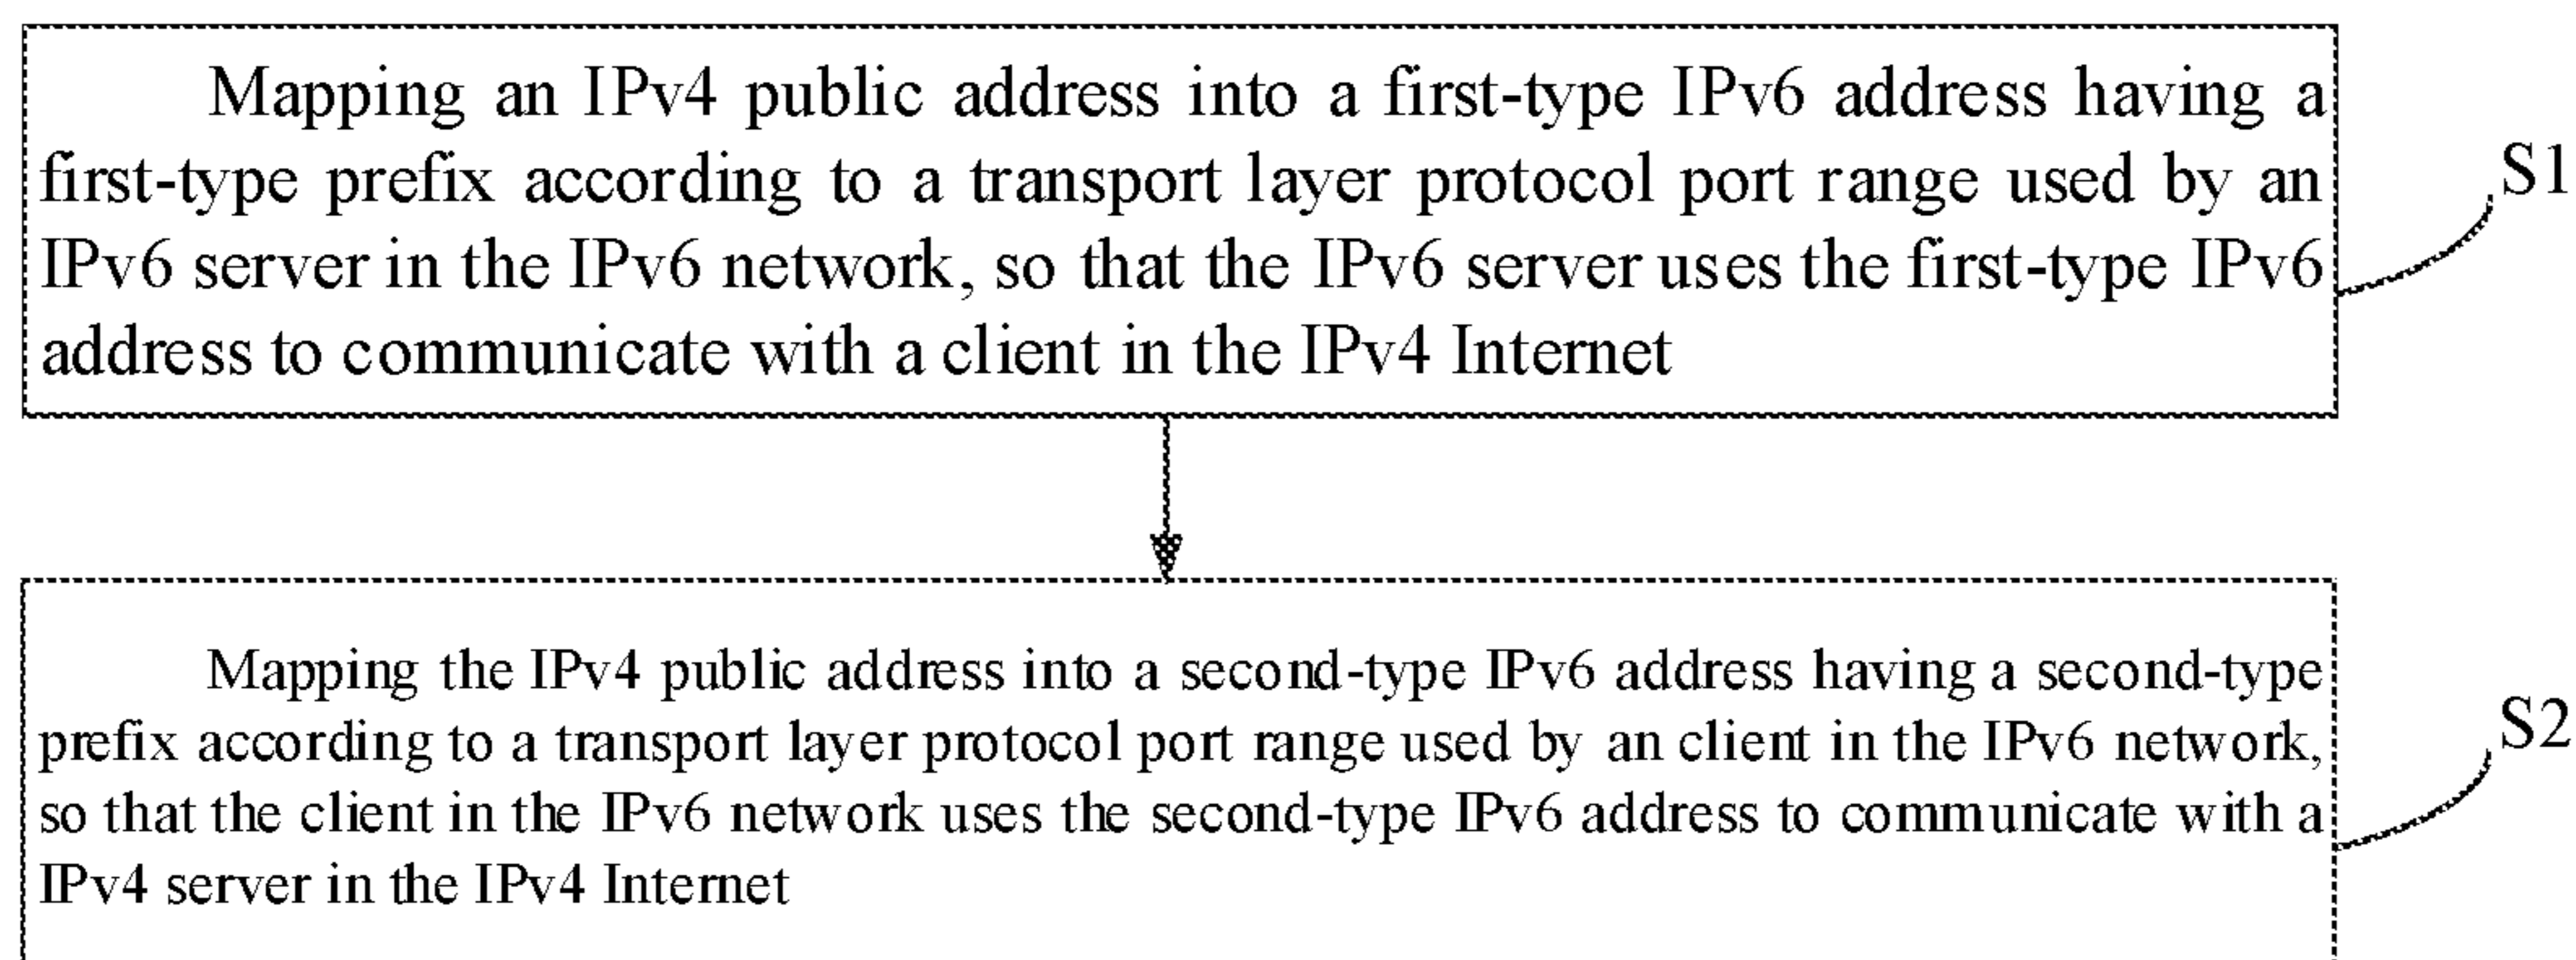 Mapping an IPv4 public address into a first-type IPv6 address having a
first-type prefix according to a transport layer protocol port range used by an
IPv6 server in the IPv6 network, so that the IPv6 server uses the first-type IPv6
address to communicate with a client in the IPv4 Internet
S1
Mapping the IPv4 public address into a second-type IPv6 address having a second-type
prefix according to a transport layer protocol port range used by an client in the IPv6 network,
so that the client in the IPv6 network uses the second-type IPv6 address to communicate with a
IPv4 server in the IPv4 Internet
S2